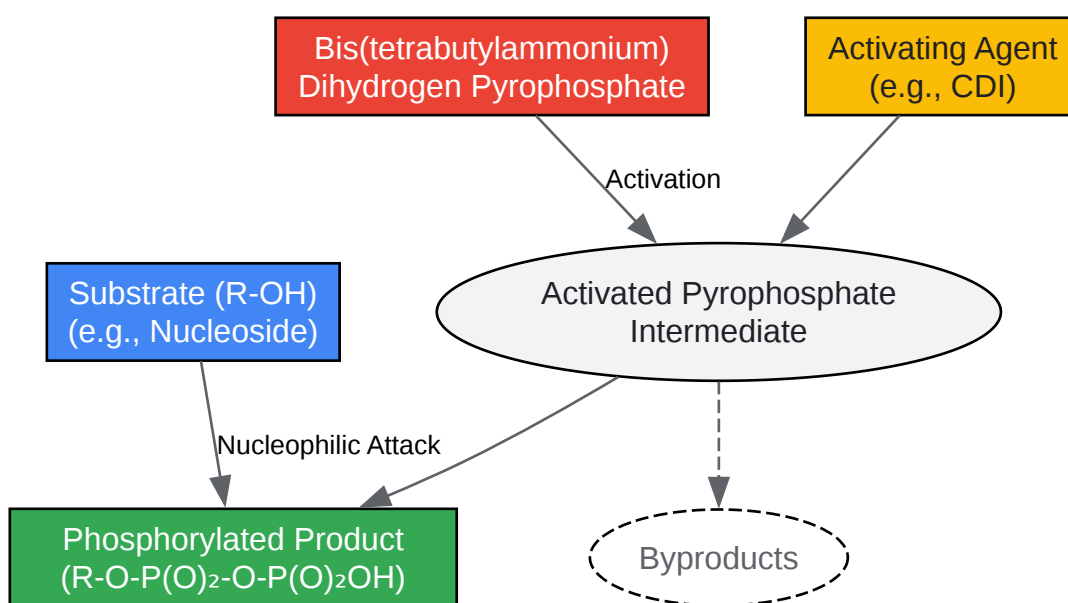 Bis(tetrabutylammonium)
Dihydrogen Pyrophosphate
Activating Agent
(e.g., CDI)
Activation
Substrate (R-OH)
(e.g., Nucleoside)
Activated Pyrophosphate
Intermediate
Nucleophilic Attack
Phosphorylated Product
(R-O-P(O)₂-O-P(O)₂OH)
Byproducts